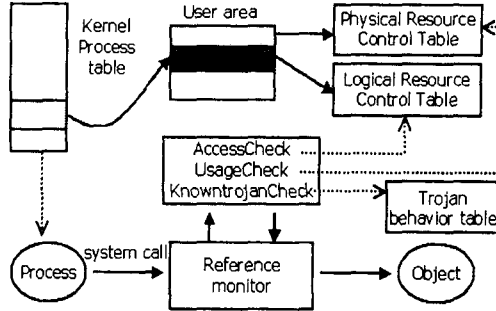 Kernel
Process
table
User area
Physical Resource
Control Table
Logical Resource
Control Table
AccessCheck
UsageCheck
KnowntrojanCheck
Trojan
behavior table
Process
system call
Reference
monitor
Object